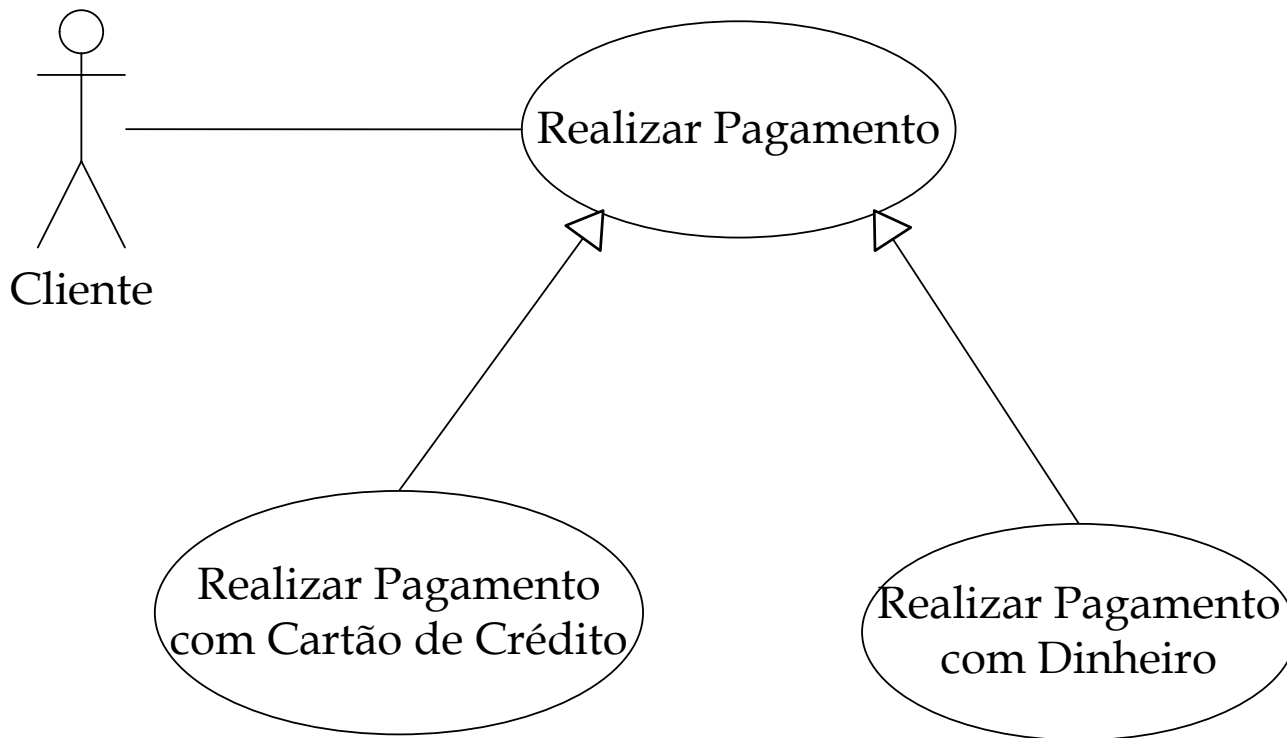 Realizar Pagamento
Cliente
Realizar Pagamento
com Cartão de Crédito
Realizar Pagamento
com Dinheiro